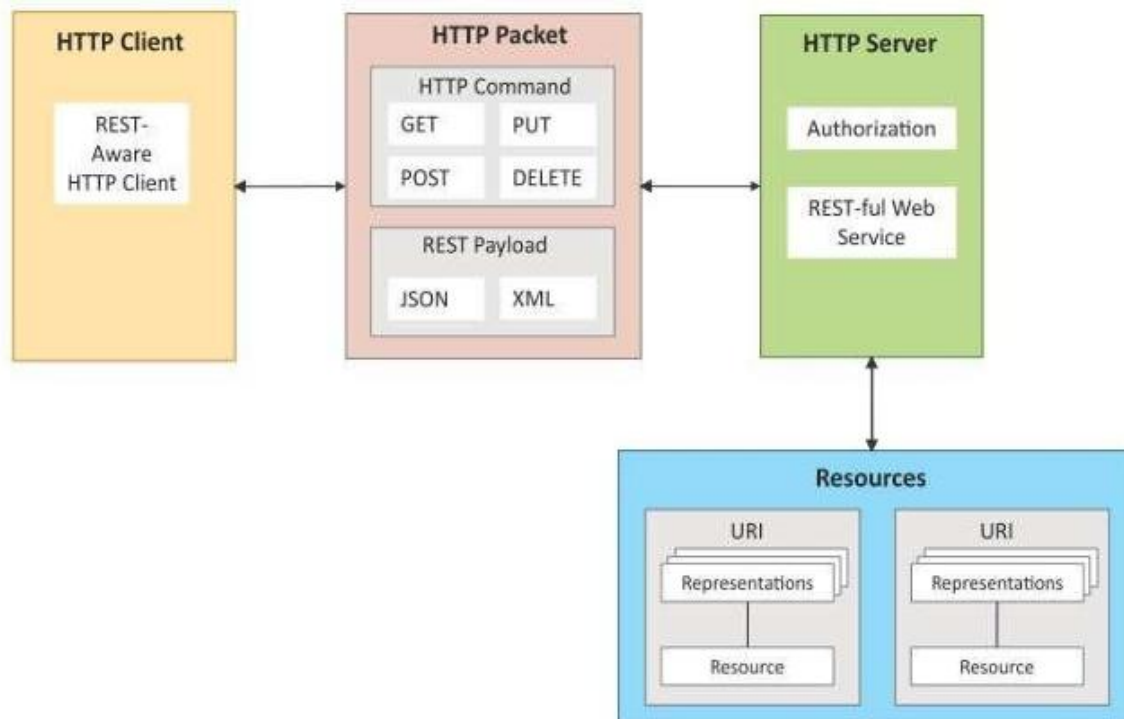 HTTP Client
REST-
Aware
HTTP Client
HTTP Packet
HTTP Command
GET
PUT
POST
DELETE
REST Payload
JSON
XML
HTTP Server
Authorization
REST-ful Web
Service
Resources
URI
Representations
Resource
URI
Representations
Resource